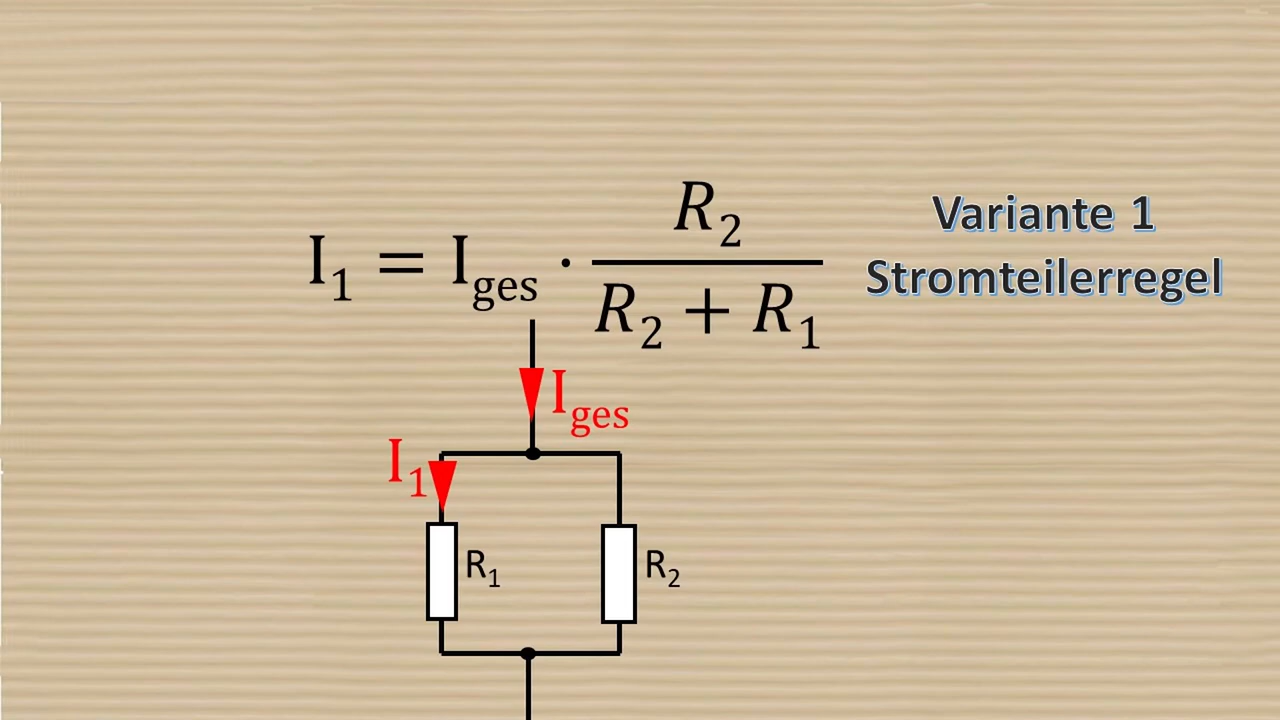 I₁ = I_ges · R₂ / (R₂ + R₁)
Variante 1
Stromteilerregel
I_ges
I₁
R₁
R₂